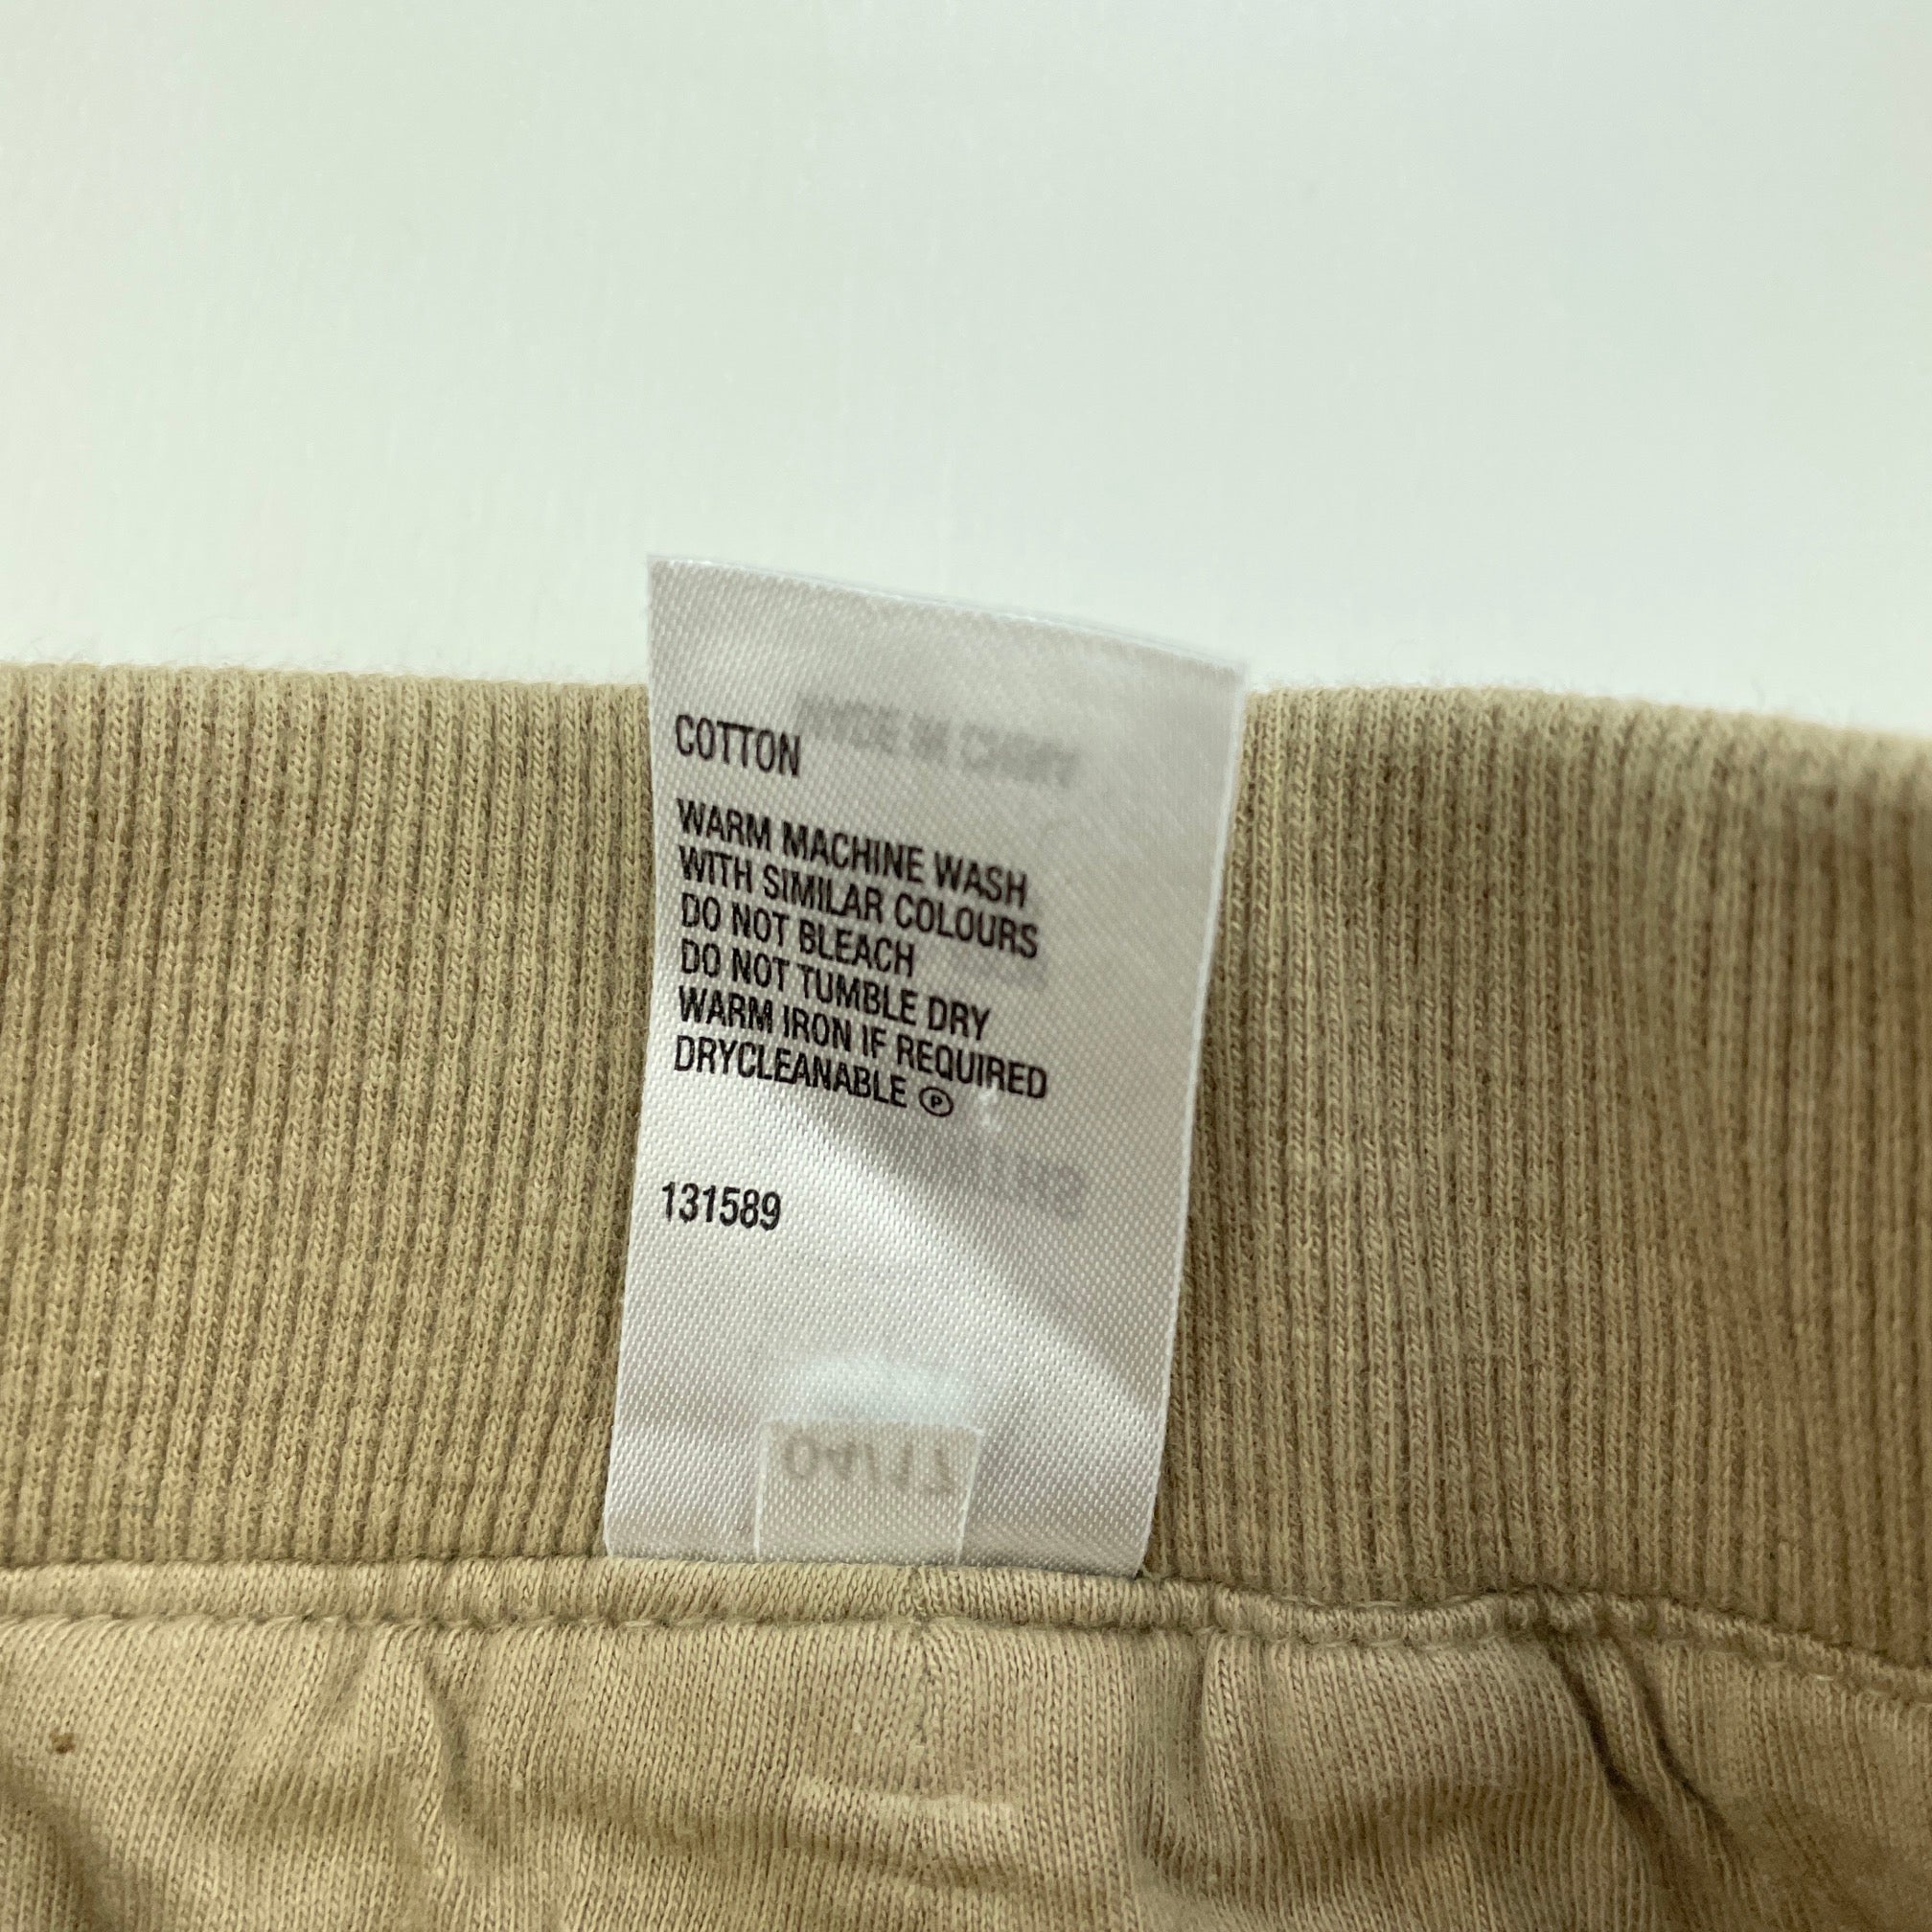 COTTON
WARM MACHINE WASH
WITH SIMILAR COLOURS
DO NOT BLEACH
DO NOT TUMBLE DRY
WARM IRON IF REQUIRED
DRYCLEANABLE Ⓟ
131589